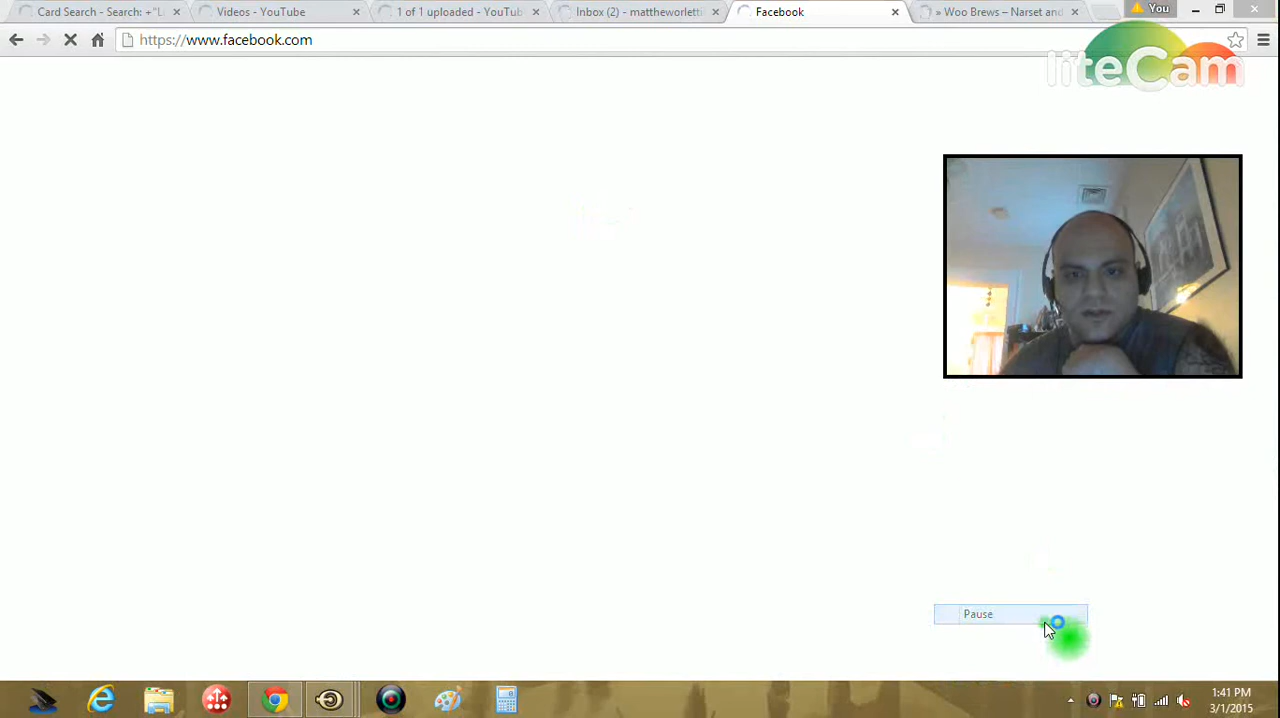 Card Search - Search: +"L
Videos - YouTube
1 of 1 uploaded - YouTub
Inbox (2) - mattheworletti
Facebook
» Woo Brews – Narset and
You
https://www.facebook.com
liteCam
Pause
1:41 PM
3/1/2015